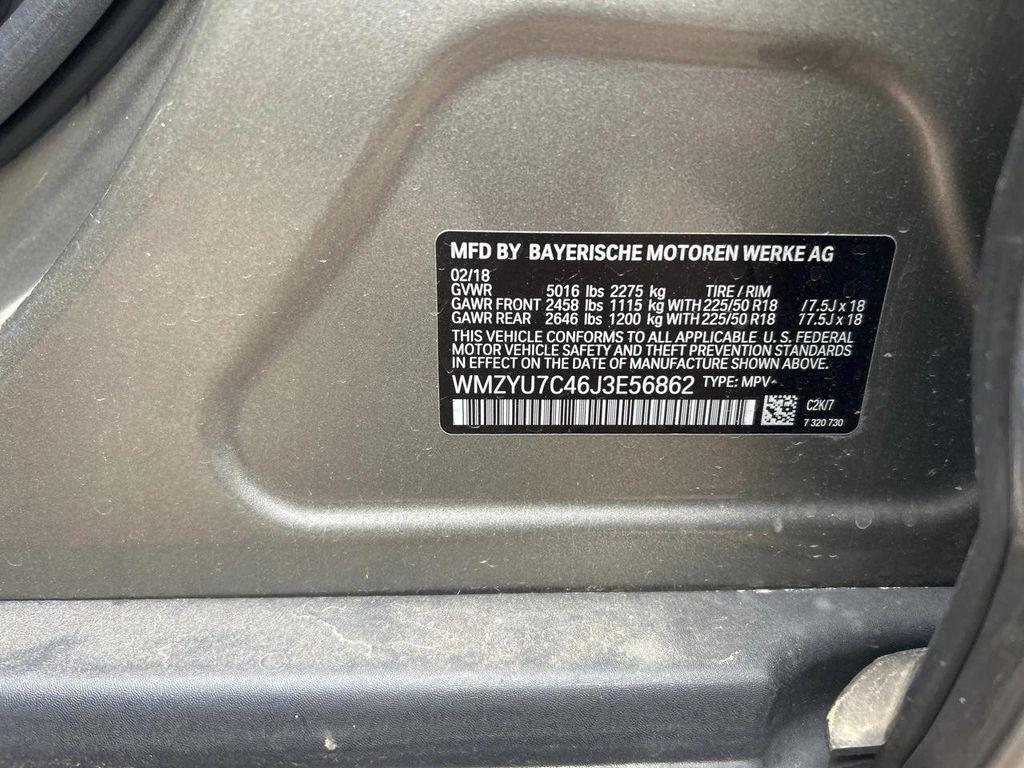 MFD BY BAYERISCHE MOTOREN WERKE AG
02/18
GVWR 5016 lbs 2275 kg TIRE / RIM
GAWR FRONT 2458 lbs 1115 kg WITH 225/50 R18 /7.5J x 18
GAWR REAR 2646 lbs 1200 kg WITH 225/50 R18 77.5J x 18
THIS VEHICLE CONFORMS TO ALL APPLICABLE U. S. FEDERAL
MOTOR VEHICLE SAFETY AND THEFT PREVENTION STANDARDS
IN EFFECT ON THE DATE OF MANUFACTURE SHOWN ABOVE.
WMZYU7C46J3E56862 TYPE: MPV-
C2K/7
7 320 730